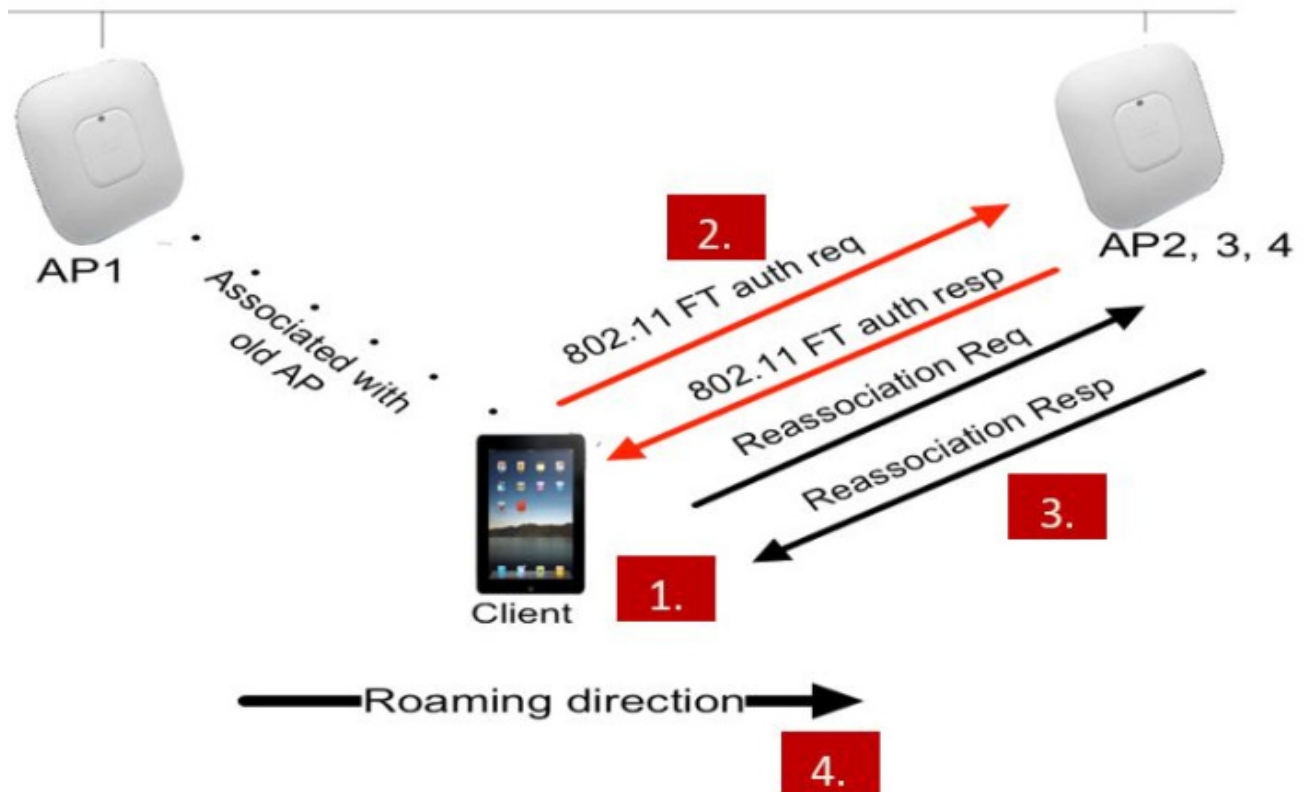 AP1
AP2, 3, 4
Associated with
old AP
2.
802.11 FT auth req
802.11 FT auth resp
Reassociation Req
Reassociation Resp
3.
1.
Client
Roaming direction
4.